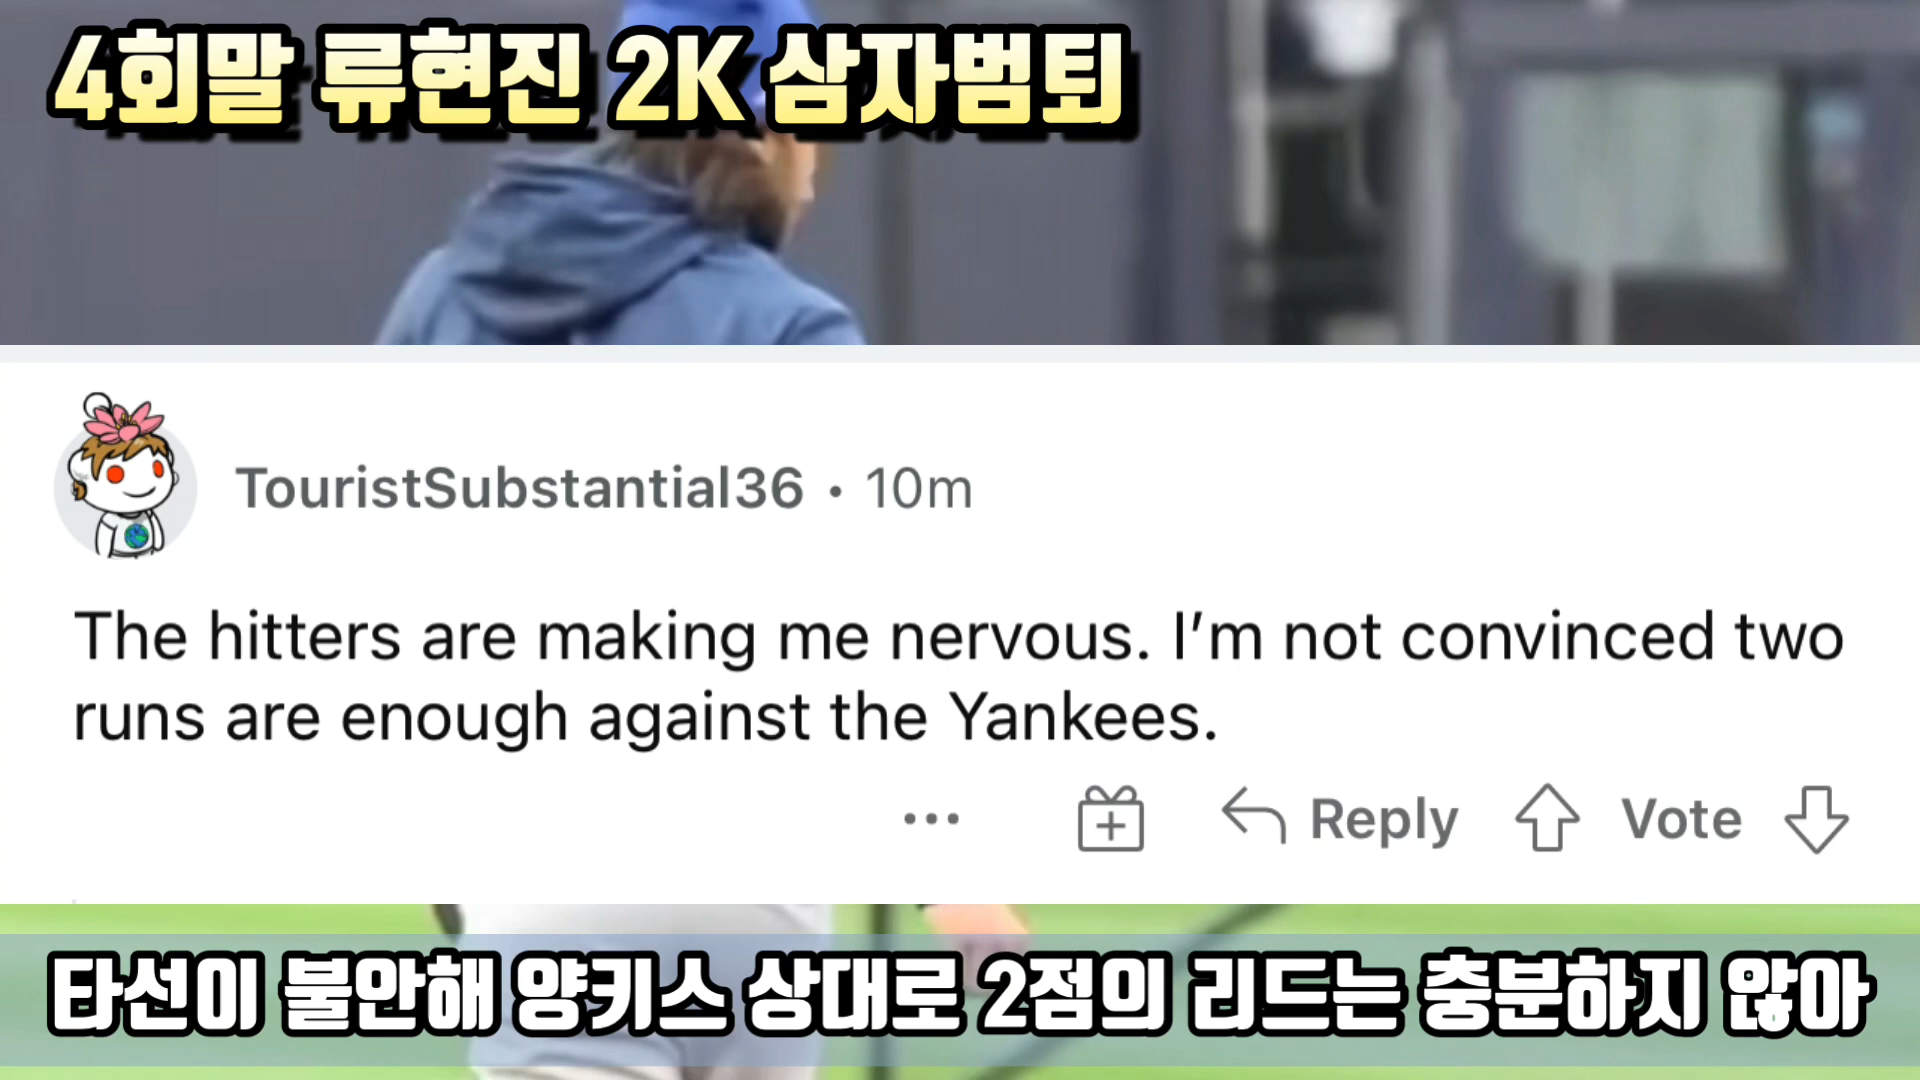 4회말 류현진 2K 삼자범퇴
TouristSubstantial36 • 10m
The hitters are making me nervous. I'm not convinced two
runs are enough against the Yankees.
... Reply Vote
타선이 불안해 양키스 상대로 2점의 리드는 충분하지 않아